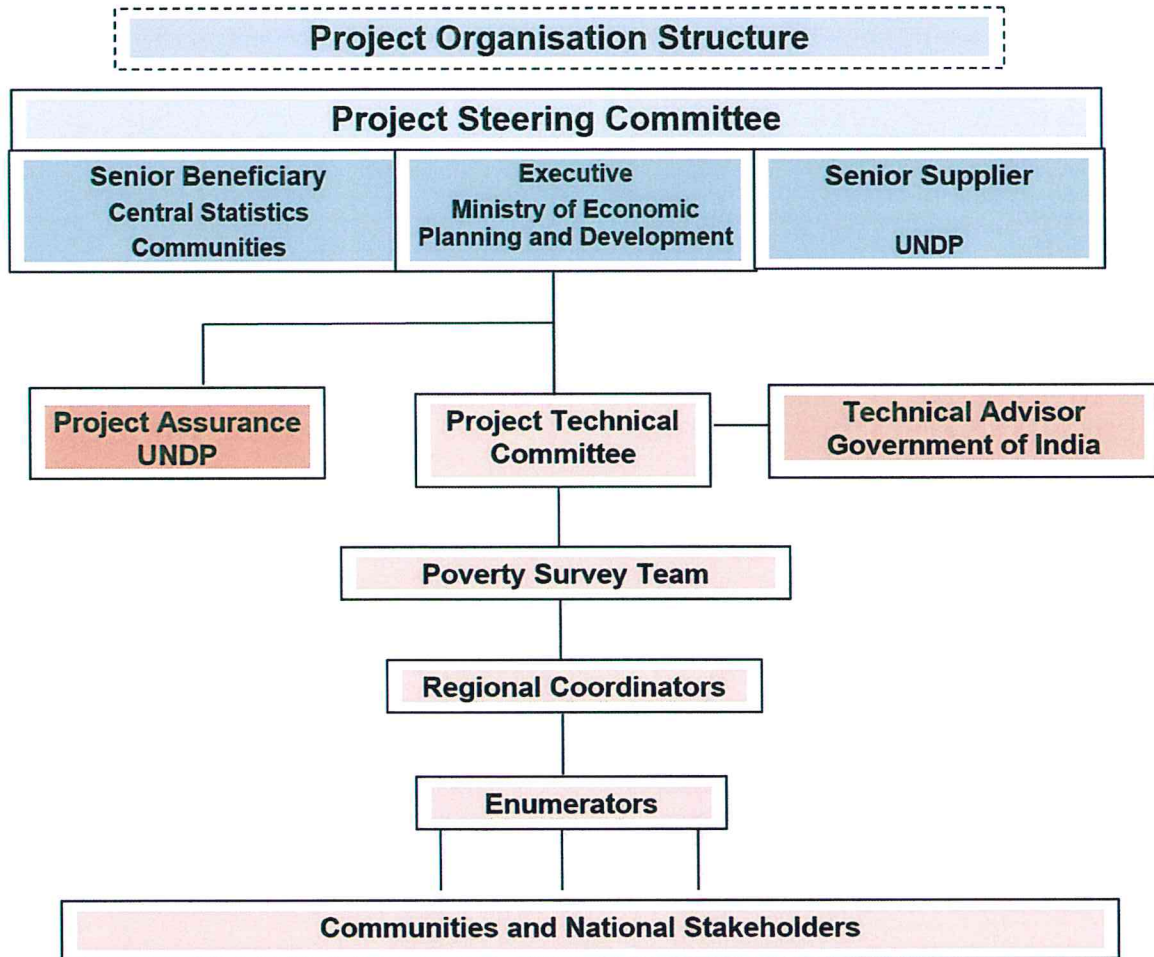 Project Organisation Structure
Project Steering Committee
Senior Beneficiary
Central Statistics
Communities
Executive
Ministry of Economic
Planning and Development
Senior Supplier
UNDP
Project Assurance
UNDP
Project Technical
Committee
Technical Advisor
Government of India
Poverty Survey Team
Regional Coordinators
Enumerators
Communities and National Stakeholders